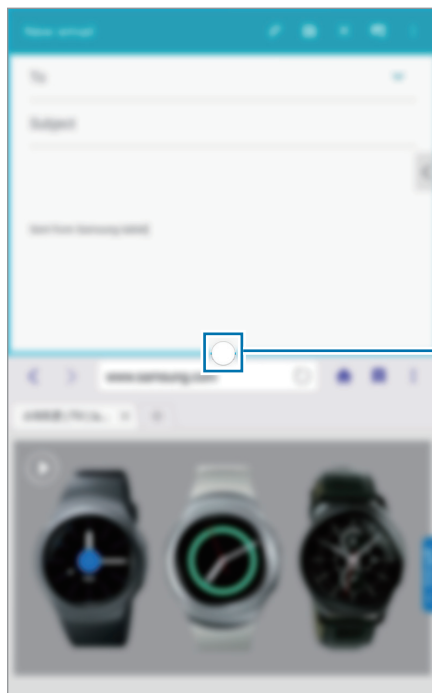 New email
To
Subject
Sent from Samsung tablet
www.samsung.com